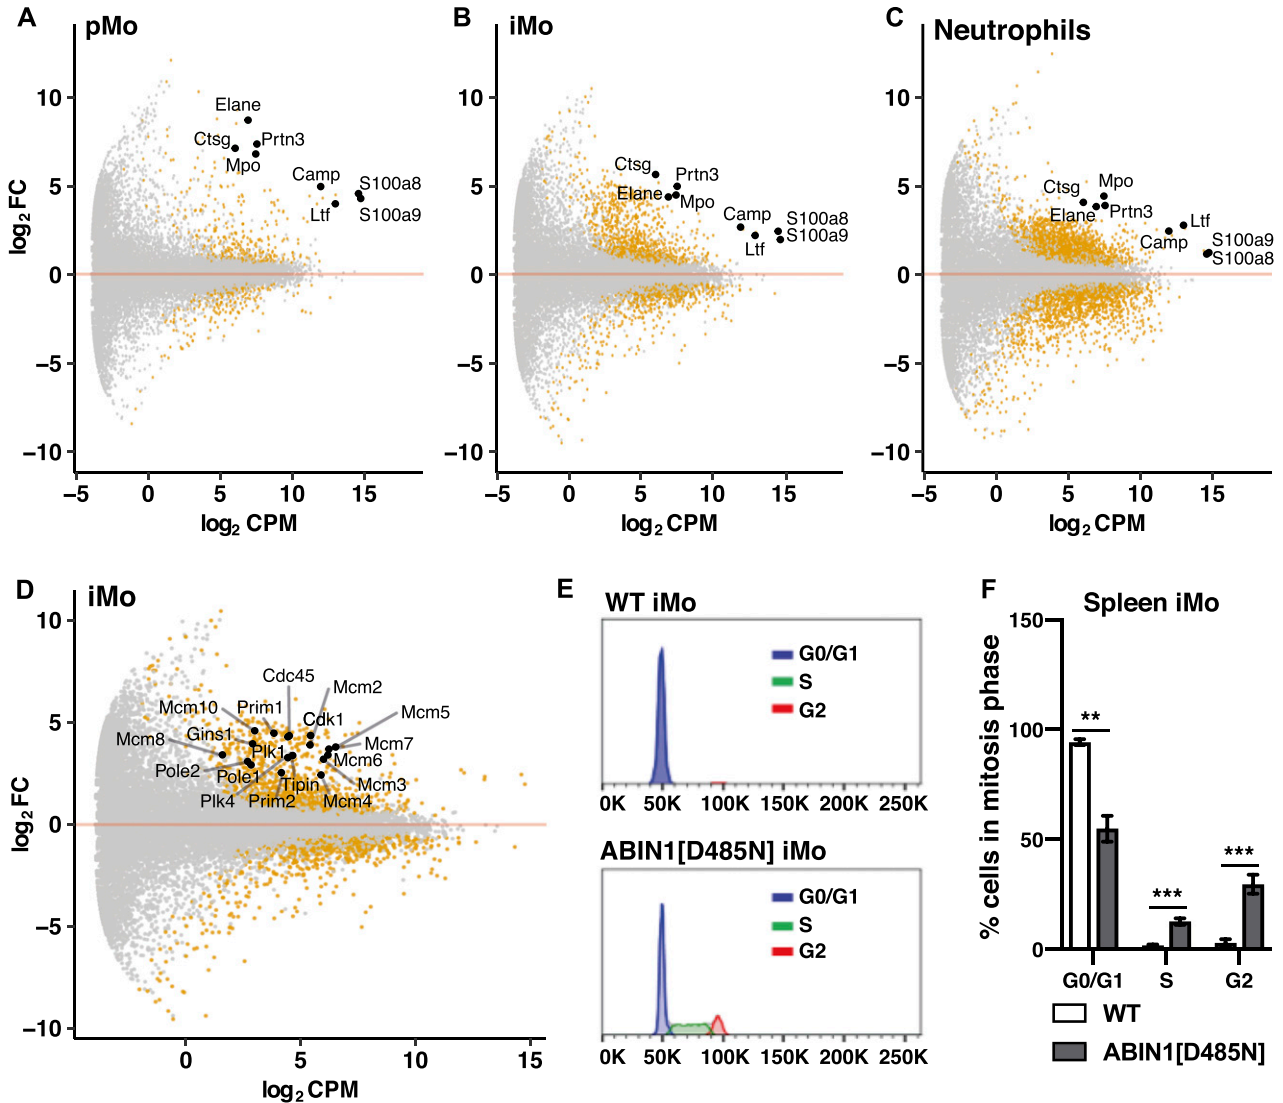 A
pMo
10
5
0
−5
−10
log2 FC
−5
0
5
10
15
log2 CPM
Elane
Ctsg
Prtn3
Mpo
Camp
S100a8
Ltf
S100a9
B
iMo
10
5
0
−5
−10
−5
0
5
10
15
log2 CPM
Ctsg
Prtn3
Elane
Mpo
Camp
S100a8
S100a9
Ltf
C
Neutrophils
10
5
0
−5
−10
−5
0
5
10
15
log2 CPM
Ctsg
Mpo
Elane
Prtn3
Ltf
Camp
S100a9
S100a8
D
iMo
10
5
0
−5
−10
log2 FC
0
5
10
15
log2 CPM
Cdc45
Mcm2
Mcm10
Prim1
Cdk1
Mcm5
Mcm8
Gins1
Plk1
Mcm7
Mcm6
Pole2
Pole1
Tipin
Mcm3
Plk4
Prim2
Mcm4
E
WT iMo
G0/G1
S
G2
0K 50K 100K 150K 200K 250K
ABIN1[D485N] iMo
G0/G1
S
G2
0K 50K 100K 150K 200K 250K
F
Spleen iMo
% cells in mitosis phase
150
100
50
0
**
***
***
G0/G1
S
G2
WT
ABIN1[D485N]